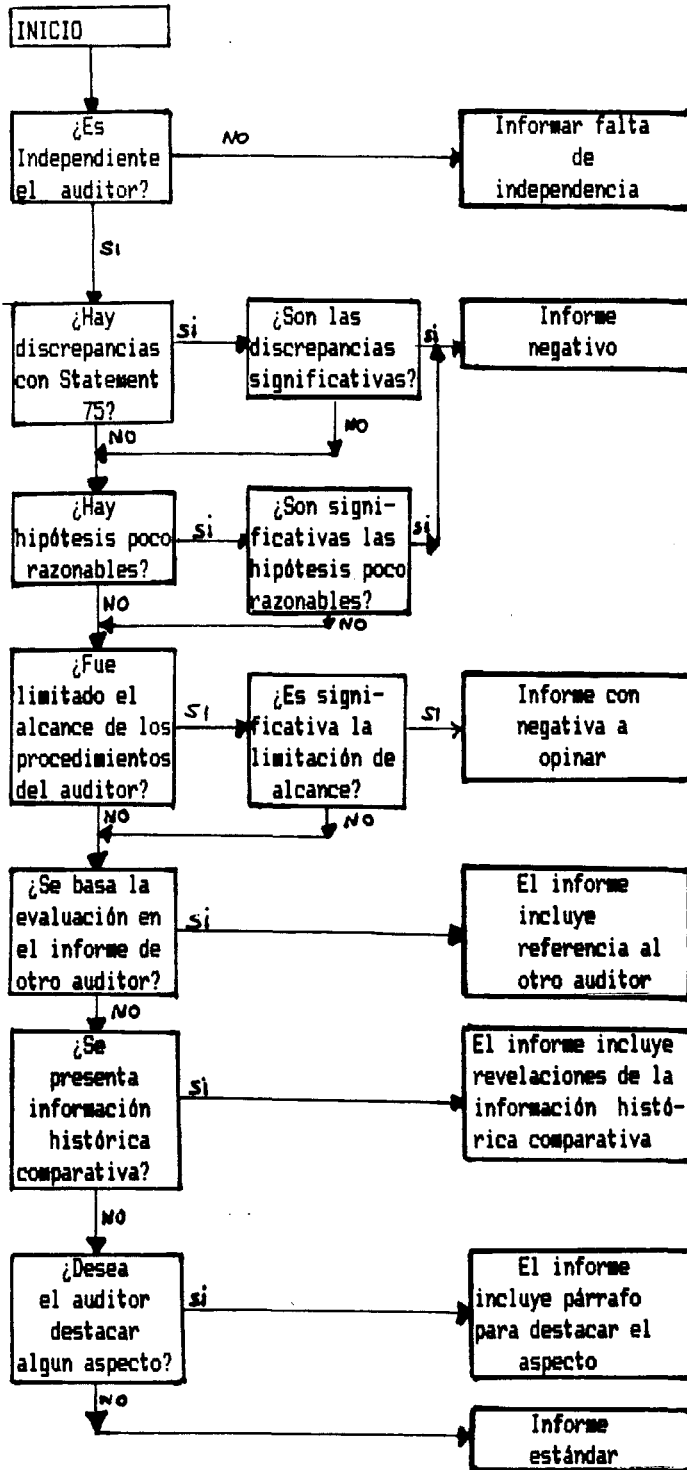 INICIO
¿Es
Independiente
el auditor?
NO
Informar falta
de
independencia
SI
¿Hay
discrepancias
con Statement
75?
si
¿Son las
discrepancias
significativas?
si
Informe
negativo
NO
NO
¿Hay
hipótesis poco
razonables?
si
¿Son signi-
ficativas las
hipótesis poco
razonables?
si
NO
NO
¿Fue
limitado el
alcance de los
procedimientos
del auditor?
SI
¿Es signi-
ficativa la
limitación de
alcance?
SI
Informe con
negativa a
opinar
NO
NO
¿Se basa la
evaluación en
el informe de
otro auditor?
si
El informe
incluye
referencia al
otro auditor
NO
¿Se
presenta
información
histórica
comparativa?
si
El informe incluye
revelaciones de la
información histó-
rica comparativa
NO
¿Desea
el auditor
destacar
algun aspecto?
si
El informe
incluye párrafo
para destacar el
aspecto
NO
Informe
estándar